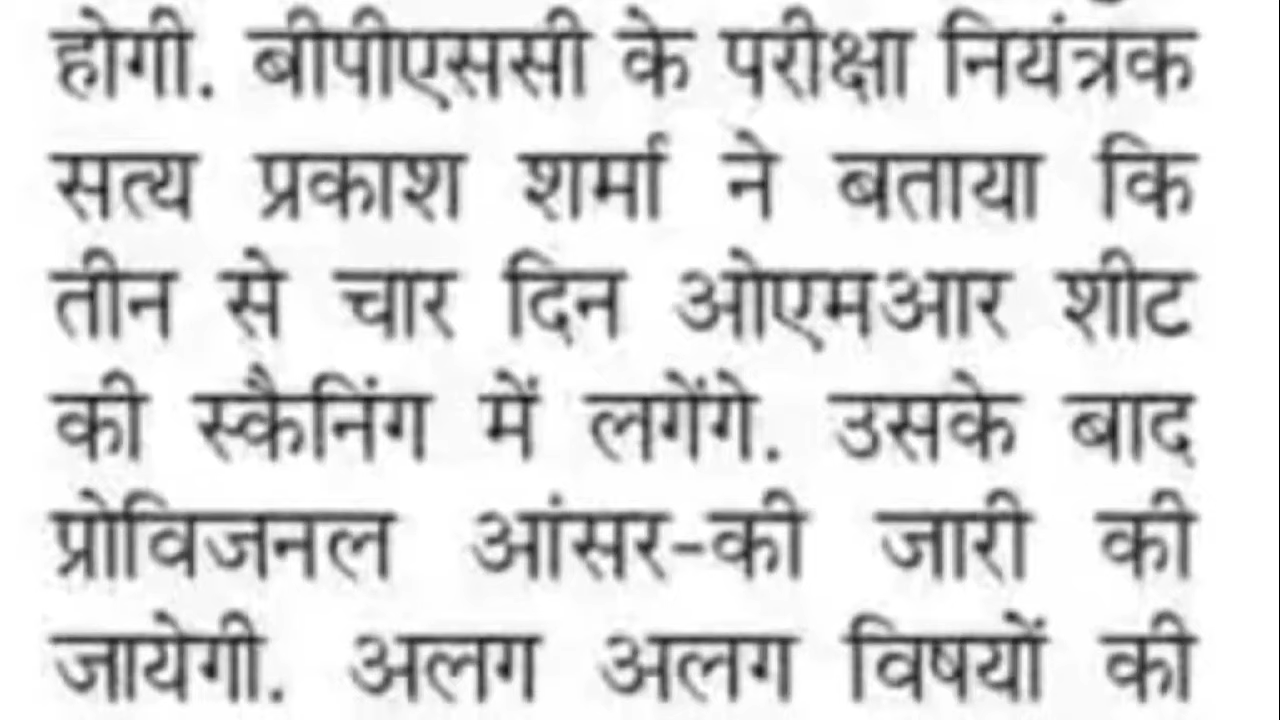 होगी. बीपीएससी के परीक्षा नियंत्रक
सत्य प्रकाश शर्मा ने बताया कि
तीन से चार दिन ओएमआर शीट
की स्कैनिंग में लगेंगे. उसके बाद
प्रोविजनल आंसर-की जारी की
जायेगी. अलग अलग विषयों की